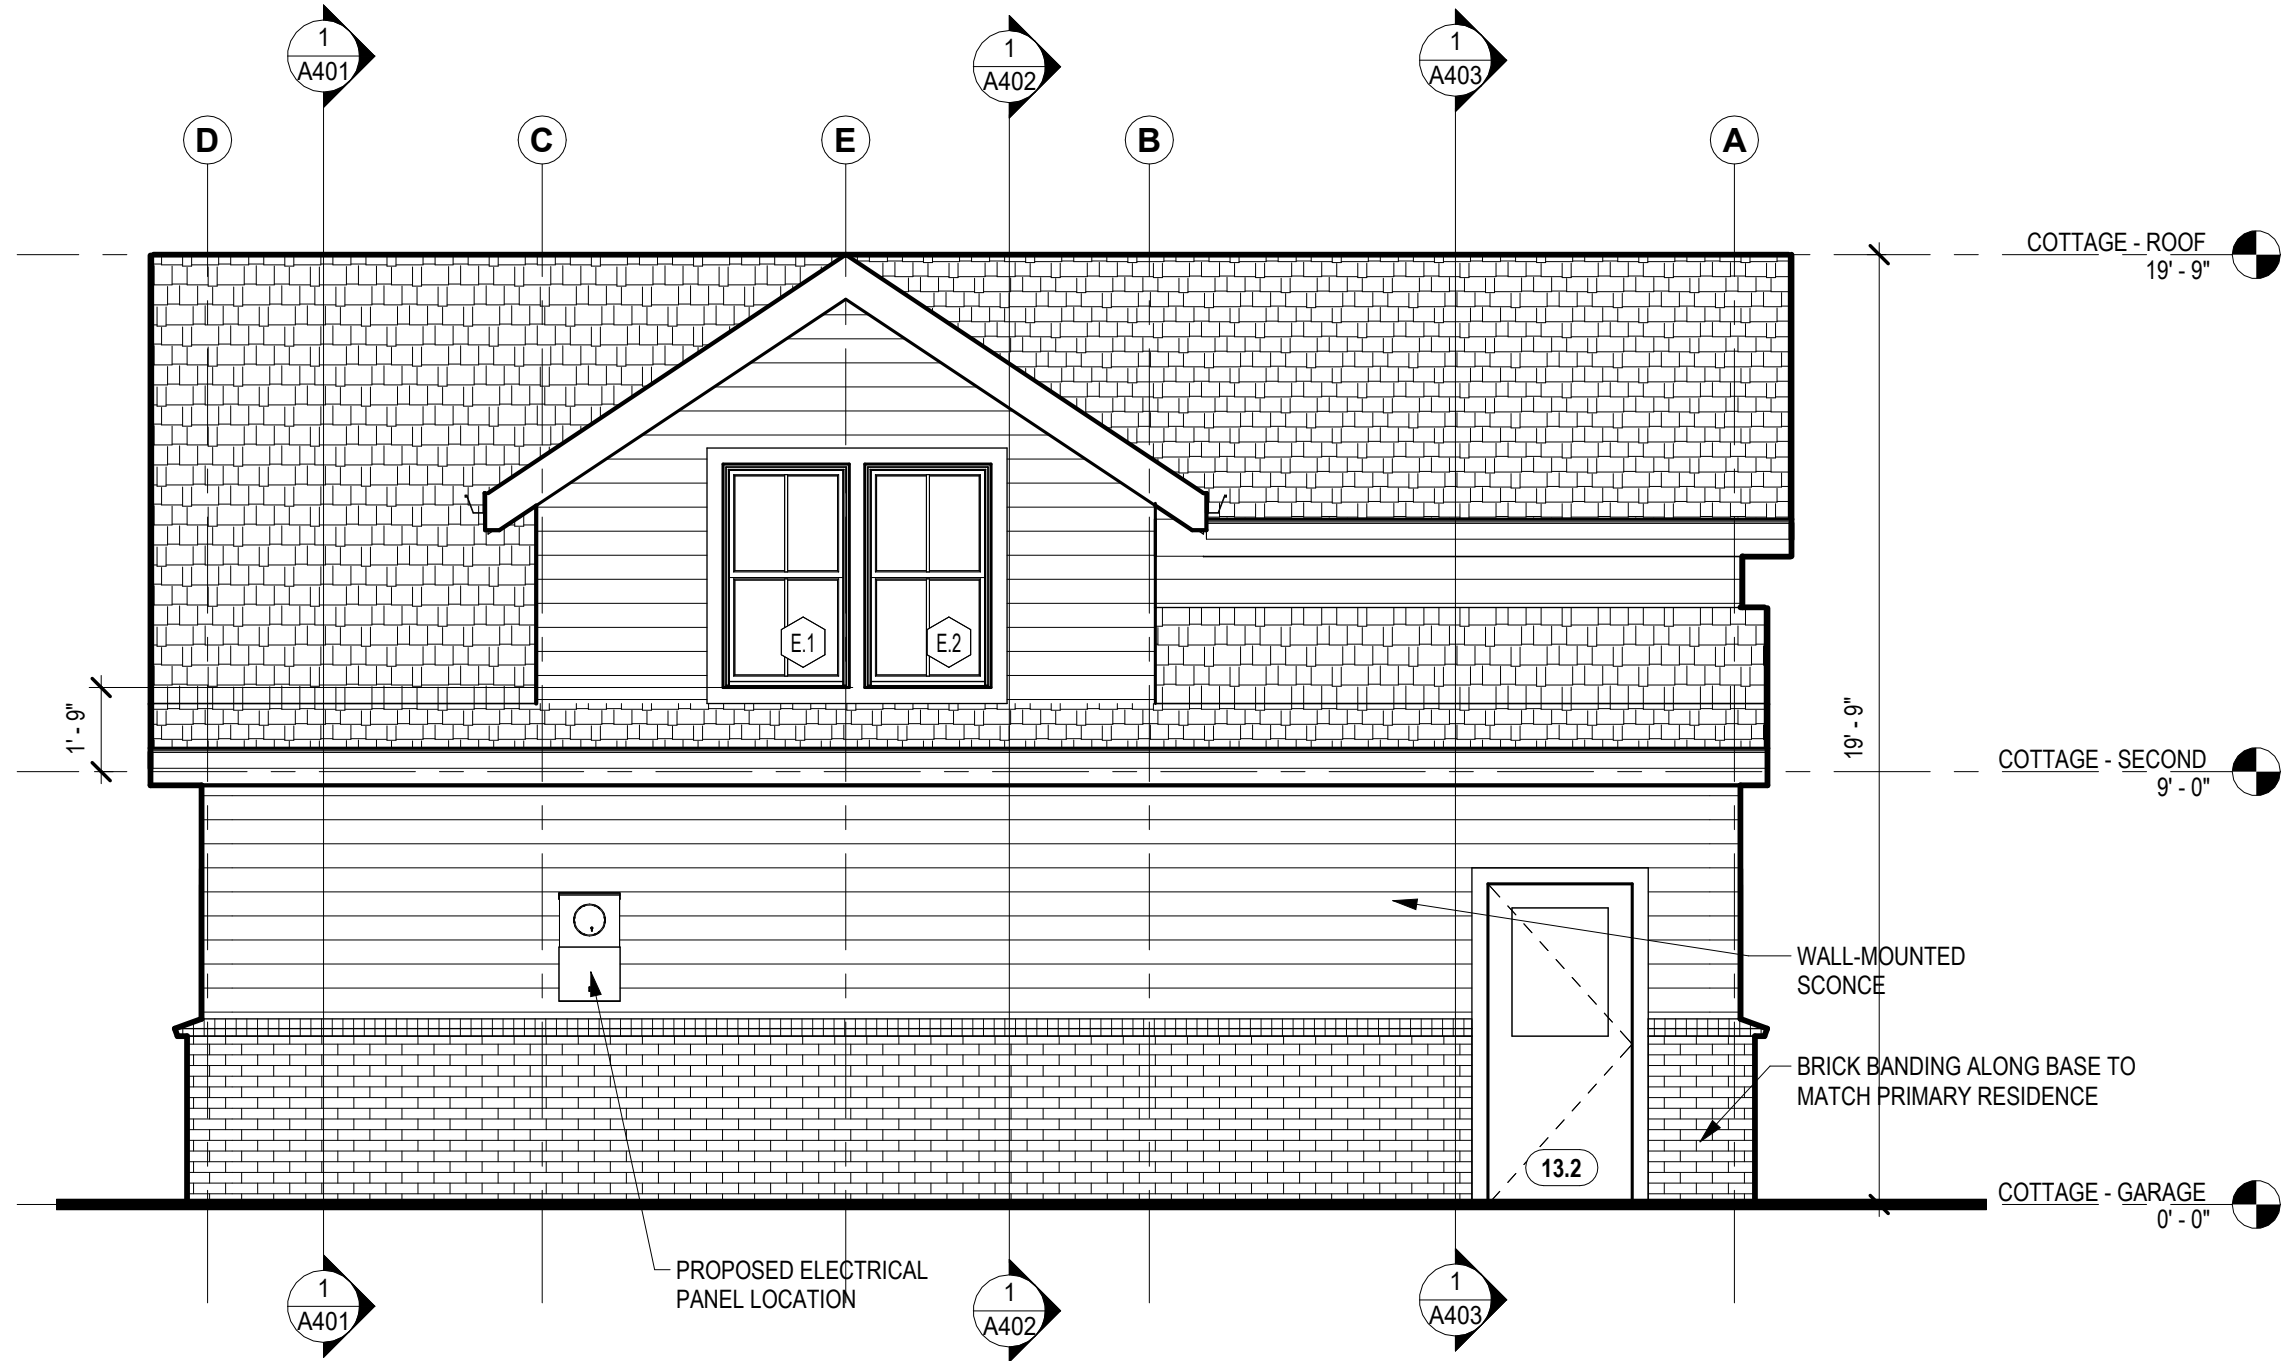 1
A401
1
A402
1
A403
D
C
E
B
A
COTTAGE - ROOF
19' - 9"
E.1
E.2
1' - 9"
19' - 9"
COTTAGE - SECOND
9' - 0"
WALL-MOUNTED
SCONCE
BRICK BANDING ALONG BASE TO
MATCH PRIMARY RESIDENCE
13.2
COTTAGE - GARAGE
0' - 0"
PROPOSED ELECTRICAL
PANEL LOCATION
1
A401
1
A402
1
A403